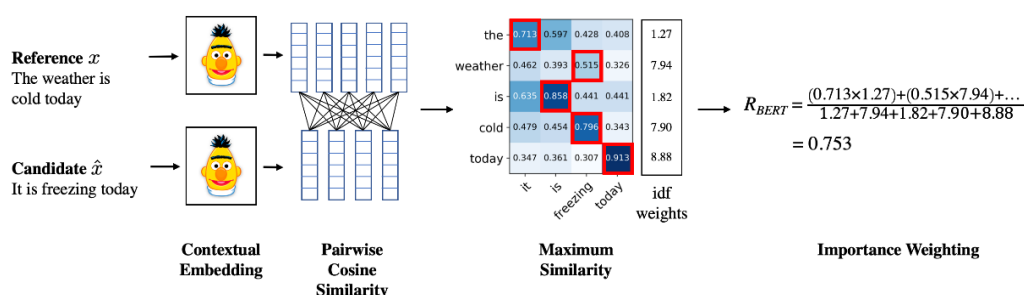 Reference x
The weather is
cold today
Candidate x̂
It is freezing today
Contextual
Embedding
Pairwise
Cosine
Similarity
the 0.713 0.597 0.428 0.408 1.27
weather 0.462 0.393 0.515 0.326 7.94
is 0.635 0.858 0.441 0.441 1.82
cold 0.479 0.454 0.796 0.343 7.90
today 0.347 0.361 0.307 0.913 8.88
it is freezing today
idf
weights
Maximum
Similarity
R_BERT = (0.713×1.27)+(0.515×7.94)+...
1.27+7.94+1.82+7.90+8.88
= 0.753
Importance Weighting